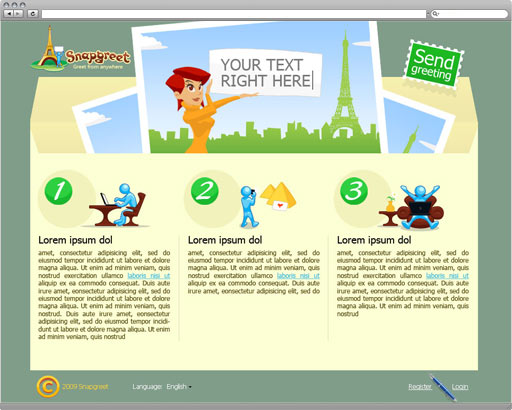 Snapgreet
Greet from anywhere
YOUR TEXT
RIGHT HERE
Send
greeting
1
2
3
Lorem ipsum dol
amet, consectetur adipisicing elit, sed do
eiusmod tempor incididunt ut labore et dolore
magna aliqua. Ut enim ad minim veniam, quis
nostrud exercitation ullamco laboris nisi ut
aliquip ex ea commodo consequat. Duis aute
irure amet, consectetur adipisicing elit, sed do
eiusmod tempor incididunt ut labore et dolore
magna aliqua. Ut enim ad minim veniam, quis
nostrud. Duis aute irure amet, consectetur
adipisicing elit, sed do eiusmod tempor incidi-
dunt ut labore et dolore magna aliqua. Ut enim
ad minim veniam, quis nostrud
Lorem ipsum dol
amet, consectetur adipisicing elit, sed do
eiusmod tempor incididunt ut labore et dolore
magna aliqua. Ut enim ad minim veniam, quis
nostrud exercitation ullamco laboris nisi ut
aliquip ex ea commodo consequat. Duis aute
irure amet, consectetur adipisicing elit, sed do
Lorem ipsum dol
amet, consectetur adipisicing elit, sed do
eiusmod tempor incididunt ut labore et dolore
magna aliqua. Ut enim ad minim veniam, quis
nostrud exercitation ullamco laboris nisi ut
aliquip ex ea commodo consequat. Duis aute
irure amet, consectetur adipisicing elit, sed do
eiusmod tempor incididunt ut labore et dolore
magna aliqua. Ut enim ad minim veniam, quis
nostrud
© 2009 Snapgreet
Language: English
Register
Login